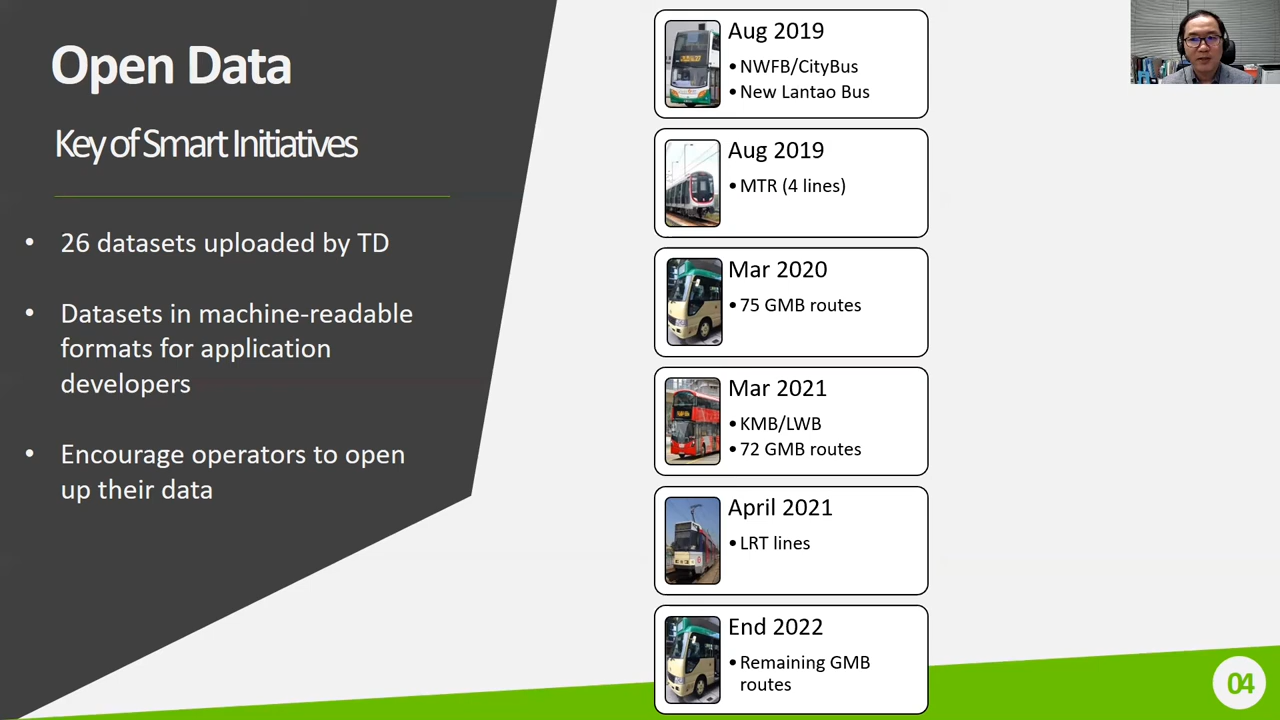 Open Data
Key of Smart Initiatives
• 26 datasets uploaded by TD
• Datasets in machine-readable
formats for application
developers
• Encourage operators to open
up their data
Aug 2019
• NWFB/CityBus
• New Lantao Bus
Aug 2019
• MTR (4 lines)
Mar 2020
• 75 GMB routes
Mar 2021
• KMB/LWB
• 72 GMB routes
April 2021
• LRT lines
End 2022
• Remaining GMB
routes
04